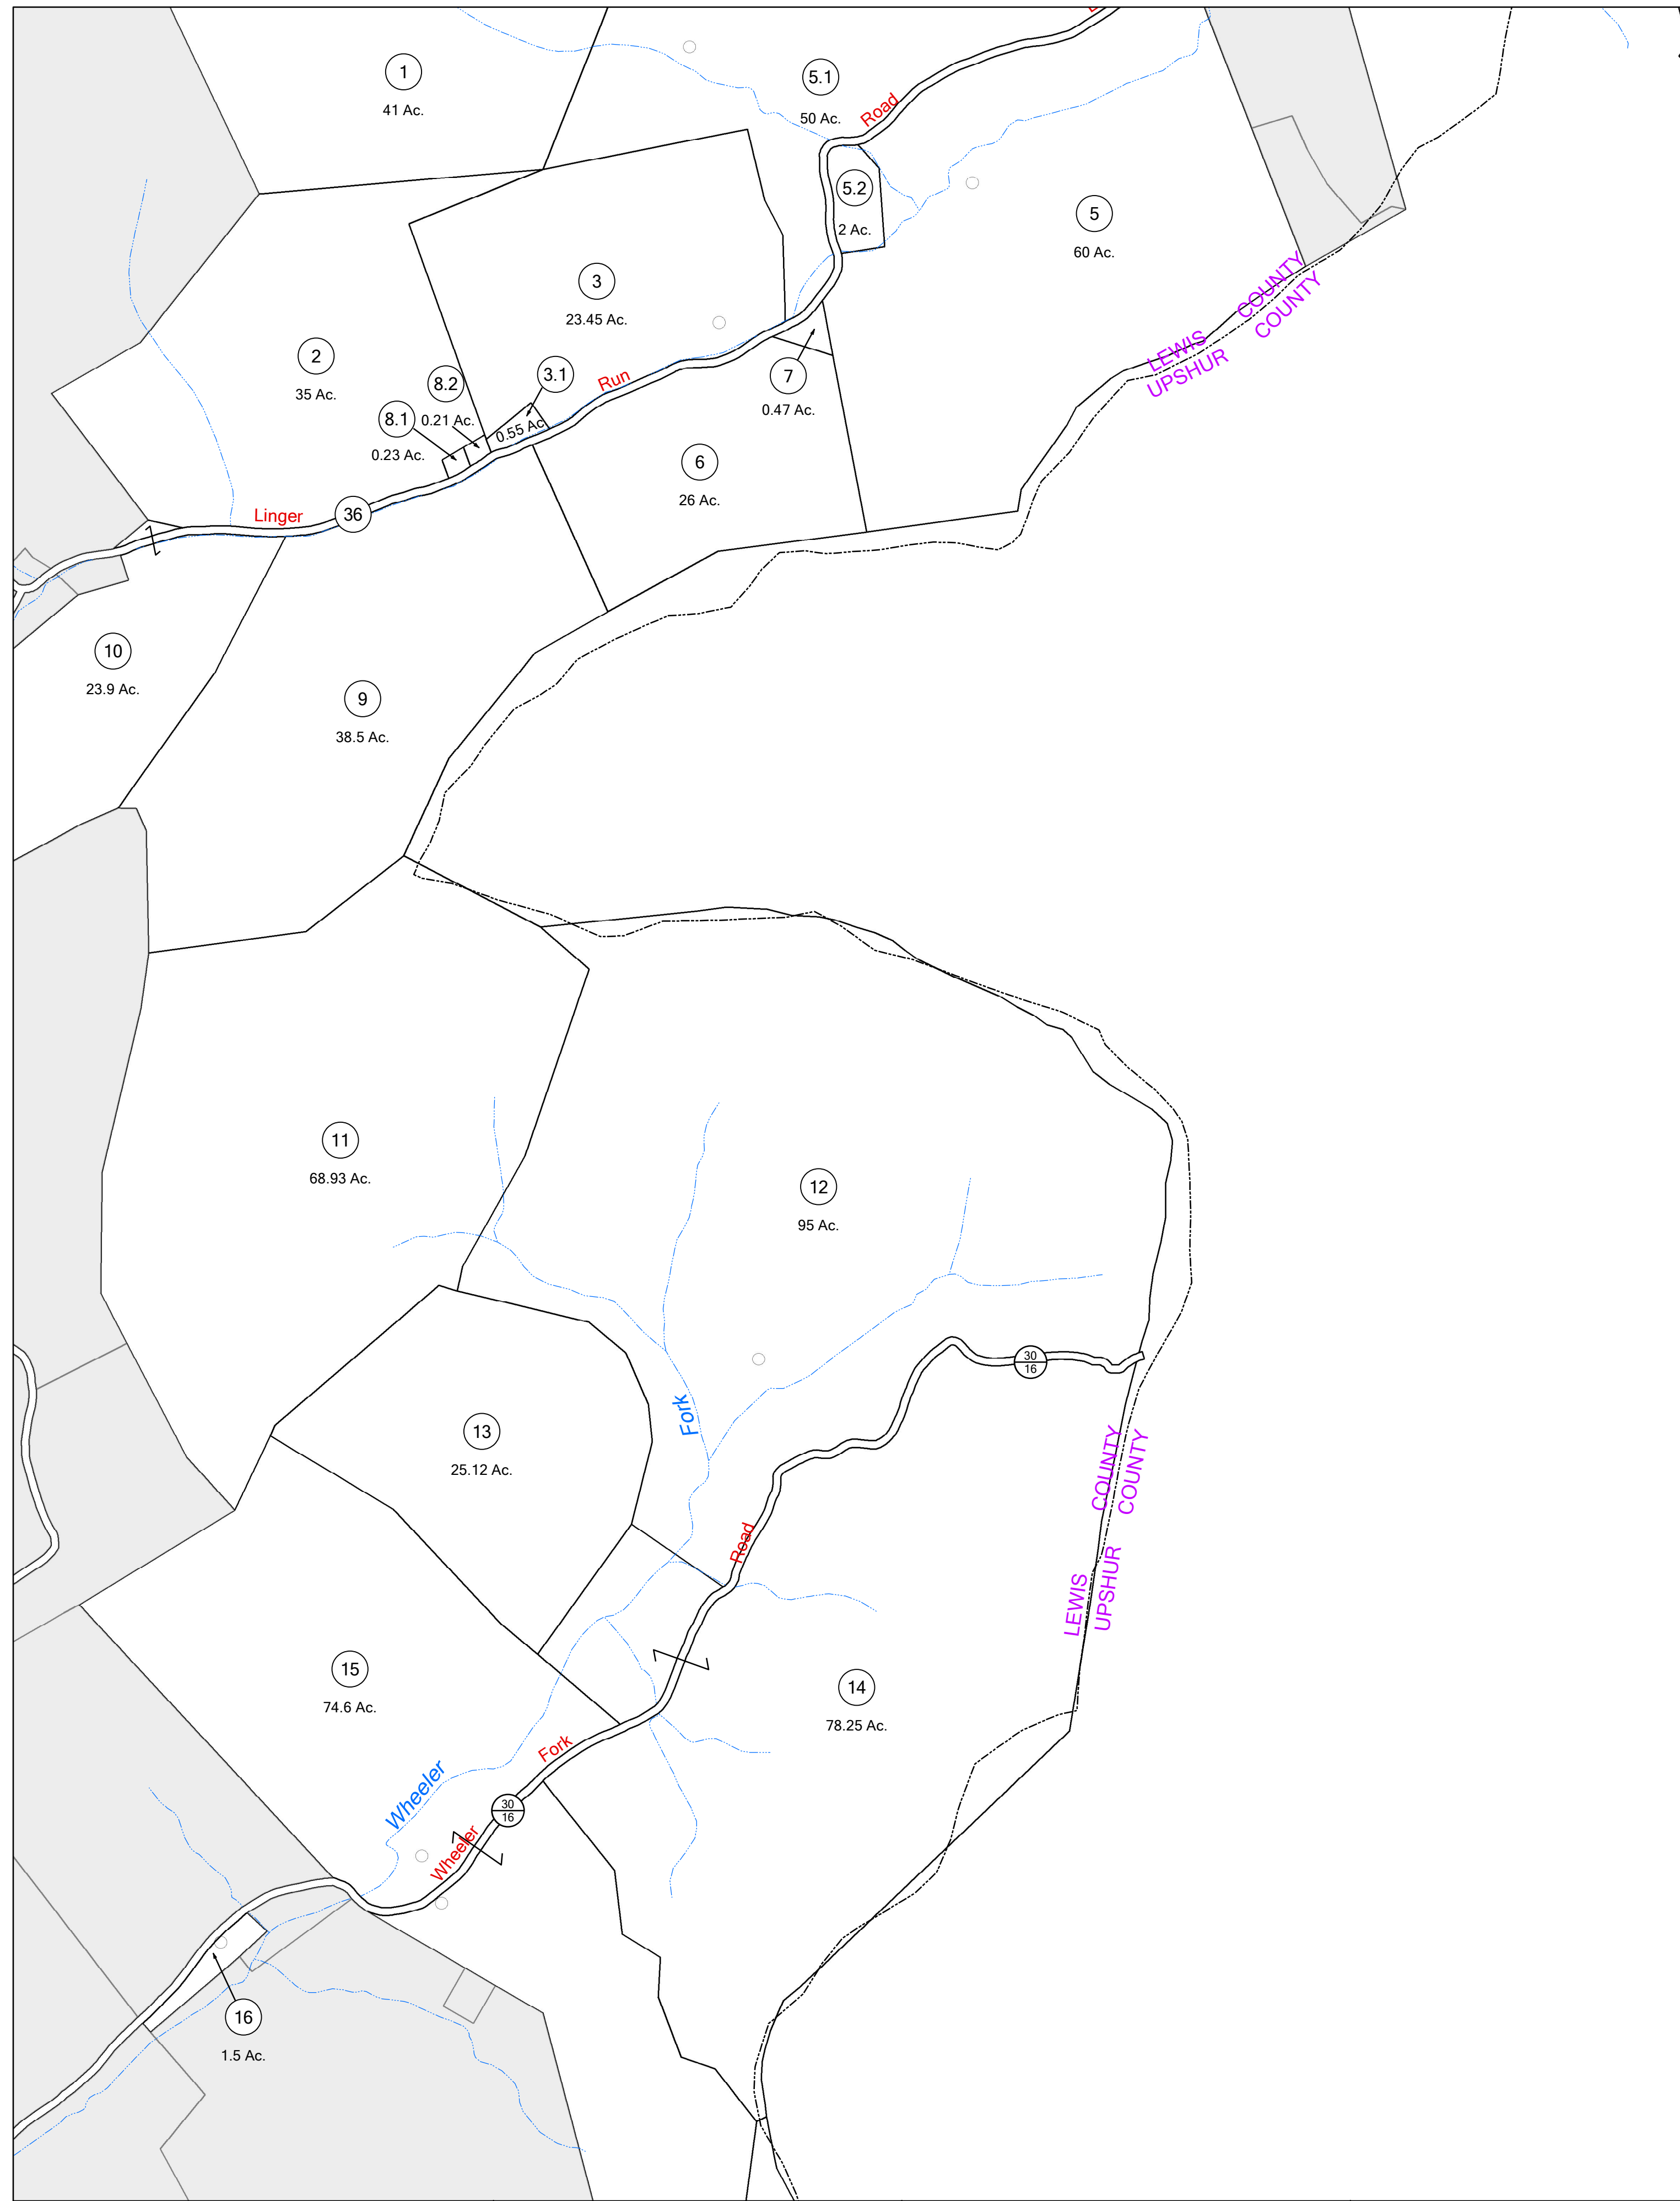 1
41 Ac.
5.1
50 Ac.
Road
5.2
2 Ac.
5
60 Ac.
3
23.45 Ac.
LEWIS COUNTY
UPSHUR COUNTY
2
35 Ac.
8.2
0.21 Ac.
3.1
0.55 Ac
Run
7
0.47 Ac.
8.1
0.23 Ac.
6
26 Ac.
Linger
36
10
23.9 Ac.
9
38.5 Ac.
11
68.93 Ac.
12
95 Ac.
30
16
Fork
13
25.12 Ac.
Road
LEWIS COUNTY
UPSHUR COUNTY
15
74.6 Ac.
14
78.25 Ac.
Fork
Wheeler
30
16
Wheeler
16
1.5 Ac.